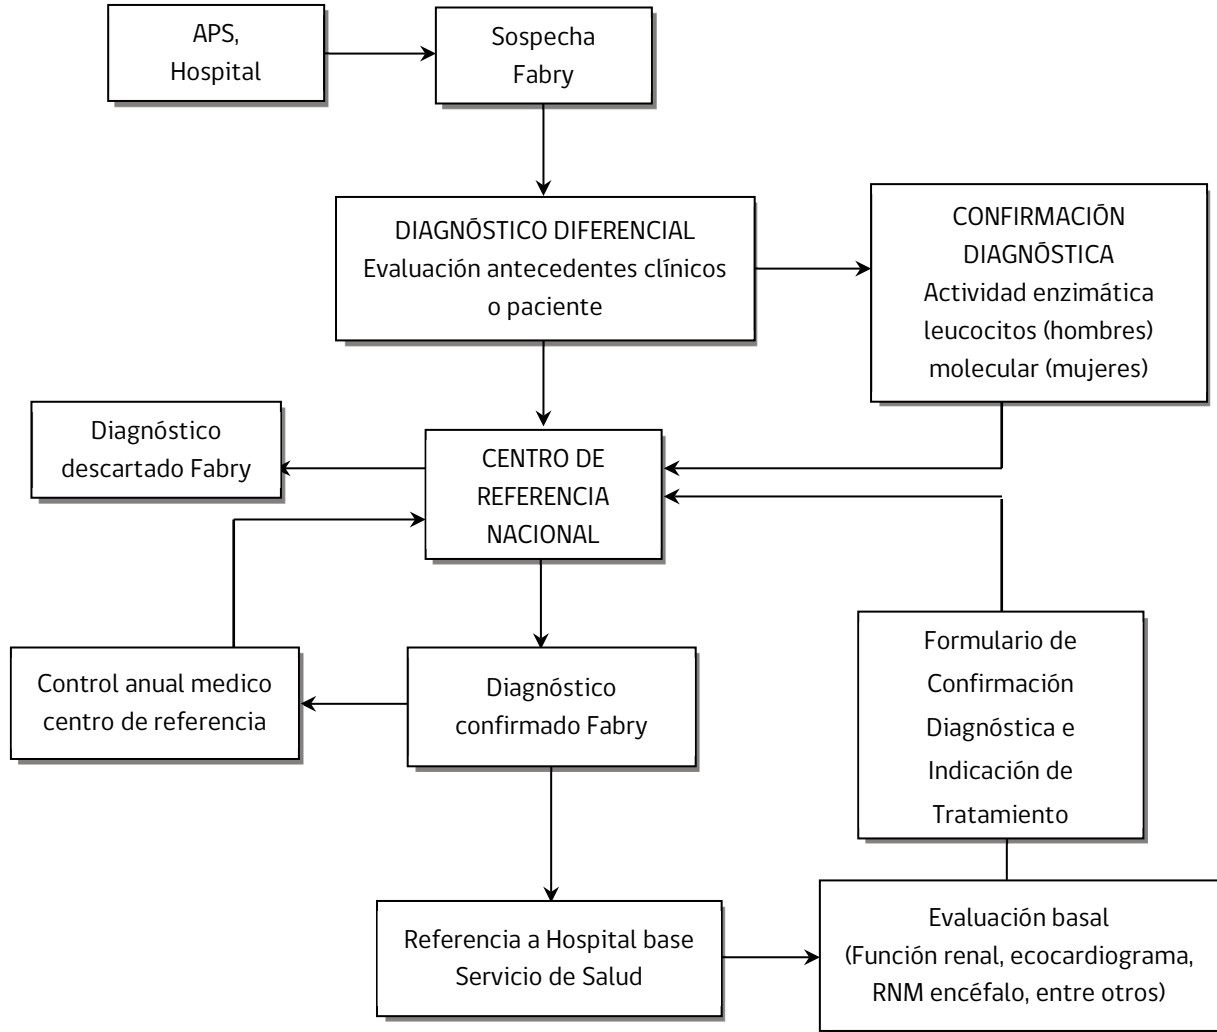 APS,
Hospital
Sospecha
Fabry
DIAGNÓSTICO DIFERENCIAL
Evaluación antecedentes clínicos
o paciente
CONFIRMACIÓN
DIAGNÓSTICA
Actividad enzimática
leucocitos (hombres)
molecular (mujeres)
Diagnóstico
descartado Fabry
CENTRO DE
REFERENCIA
NACIONAL
Control anual medico
centro de referencia
Diagnóstico
confirmado Fabry
Formulario de
Confirmación
Diagnóstica e
Indicación de
Tratamiento
Referencia a Hospital base
Servicio de Salud
Evaluación basal
(Función renal, ecocardiograma,
RNM encéfalo, entre otros)